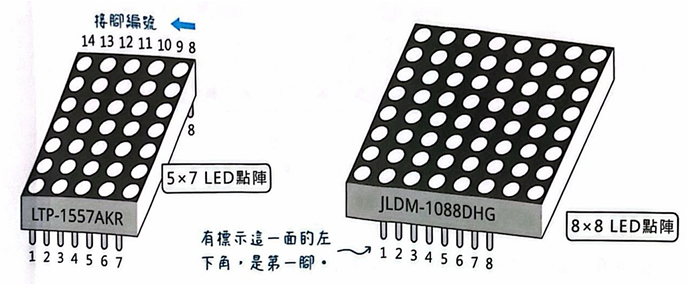 接腳編號
14 13 12 11 10 9 8
8
5×7 LED點陣
LTP-1557AKR
1 2 3 4 5 6 7
JLDM-1088DHG
8×8 LED點陣
有標示這一面的左
下角，是第一腳。
1 2 3 4 5 6 7 8